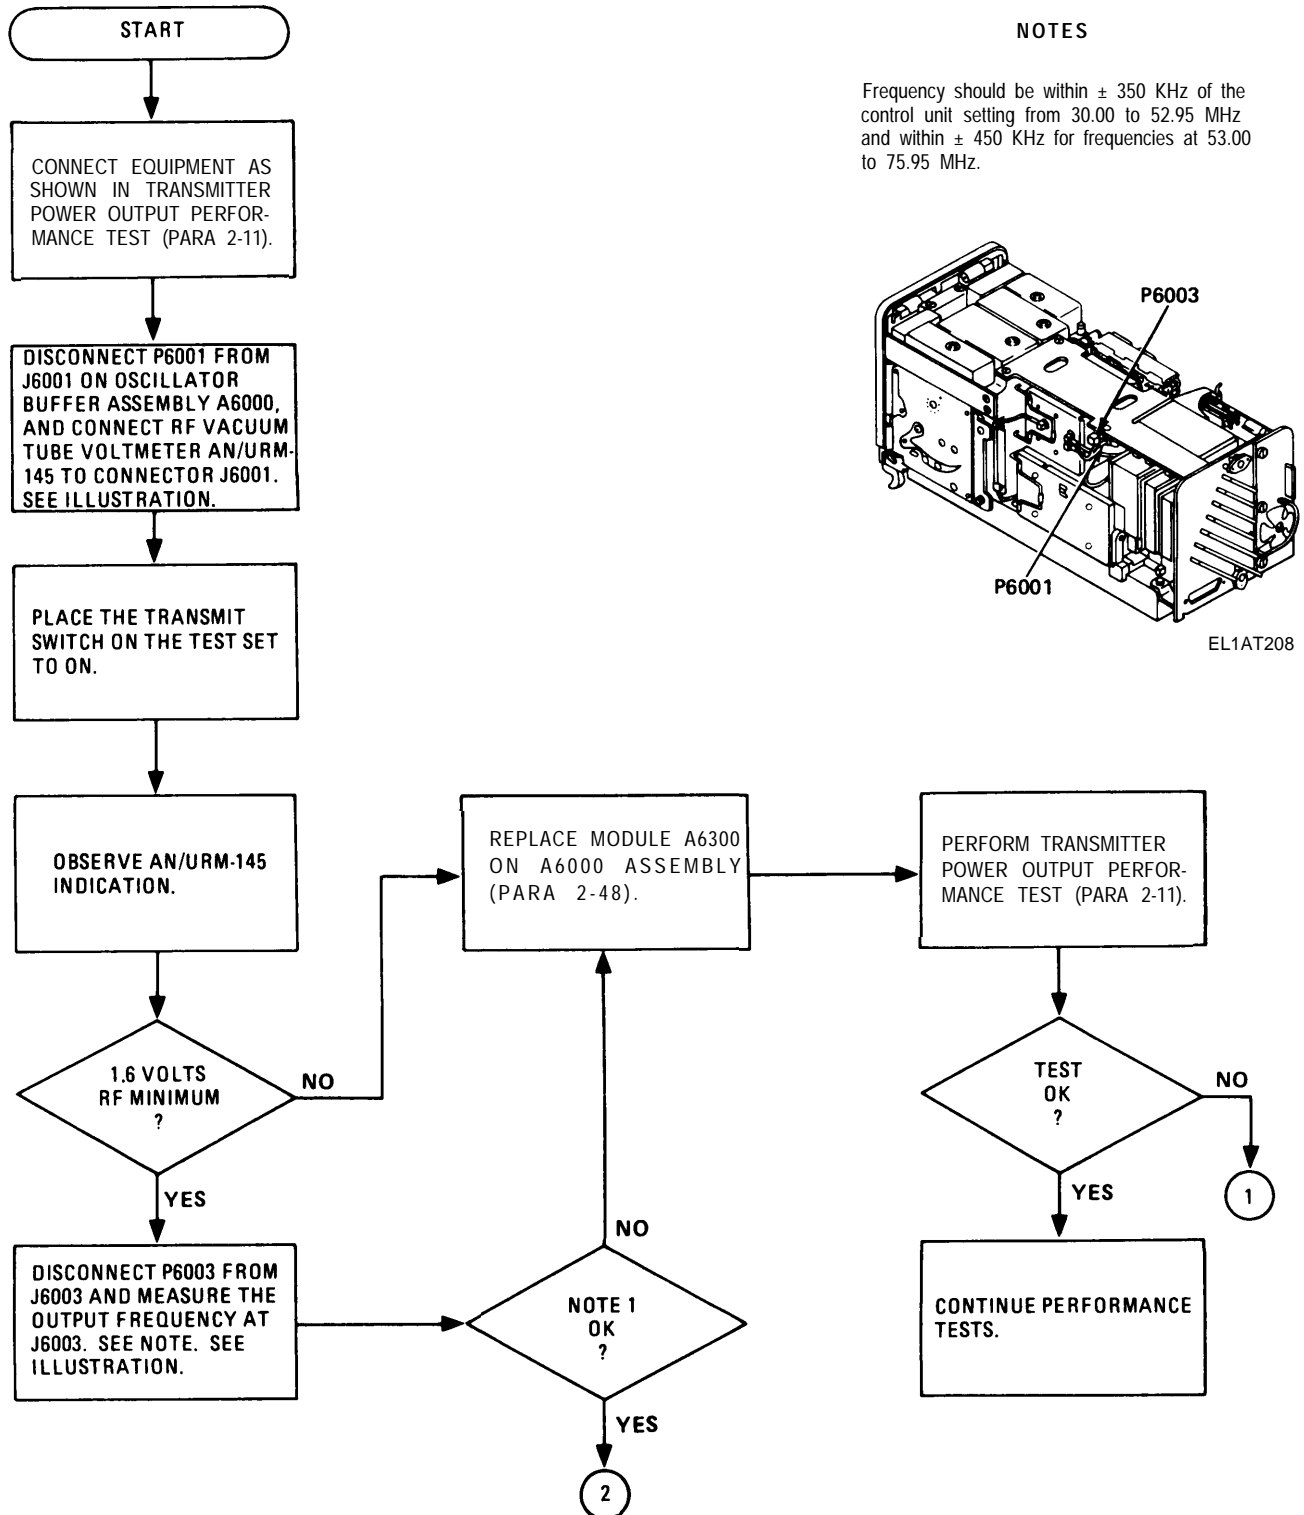 START
CONNECT EQUIPMENT AS
SHOWN IN TRANSMITTER
POWER OUTPUT PERFOR-
MANCE TEST (PARA 2-11).
DISCONNECT P6001 FROM
J6001 ON OSCILLATOR
BUFFER ASSEMBLY A6000,
AND CONNECT RF VACUUM
TUBE VOLTMETER AN/URM-
145 TO CONNECTOR J6001.
SEE ILLUSTRATION.
PLACE THE TRANSMIT
SWITCH ON THE TEST SET
TO ON.
OBSERVE AN/URM-145
INDICATION.
1.6 VOLTS
RF MINIMUM
?
NO
YES
DISCONNECT P6003 FROM
J6003 AND MEASURE THE
OUTPUT FREQUENCY AT
J6003. SEE NOTE. SEE
ILLUSTRATION.
NOTE 1
OK
?
NO
YES
2
REPLACE MODULE A6300
ON A6000 ASSEMBLY
(PARA 2-48).
PERFORM TRANSMITTER
POWER OUTPUT PERFOR-
MANCE TEST (PARA 2-11).
TEST
OK
?
NO
1
YES
CONTINUE PERFORMANCE
TESTS.
NOTES
Frequency should be within ± 350 KHz of the
control unit setting from 30.00 to 52.95 MHz
and within ± 450 KHz for frequencies at 53.00
to 75.95 MHz.
P6003
P6001
EL1AT208